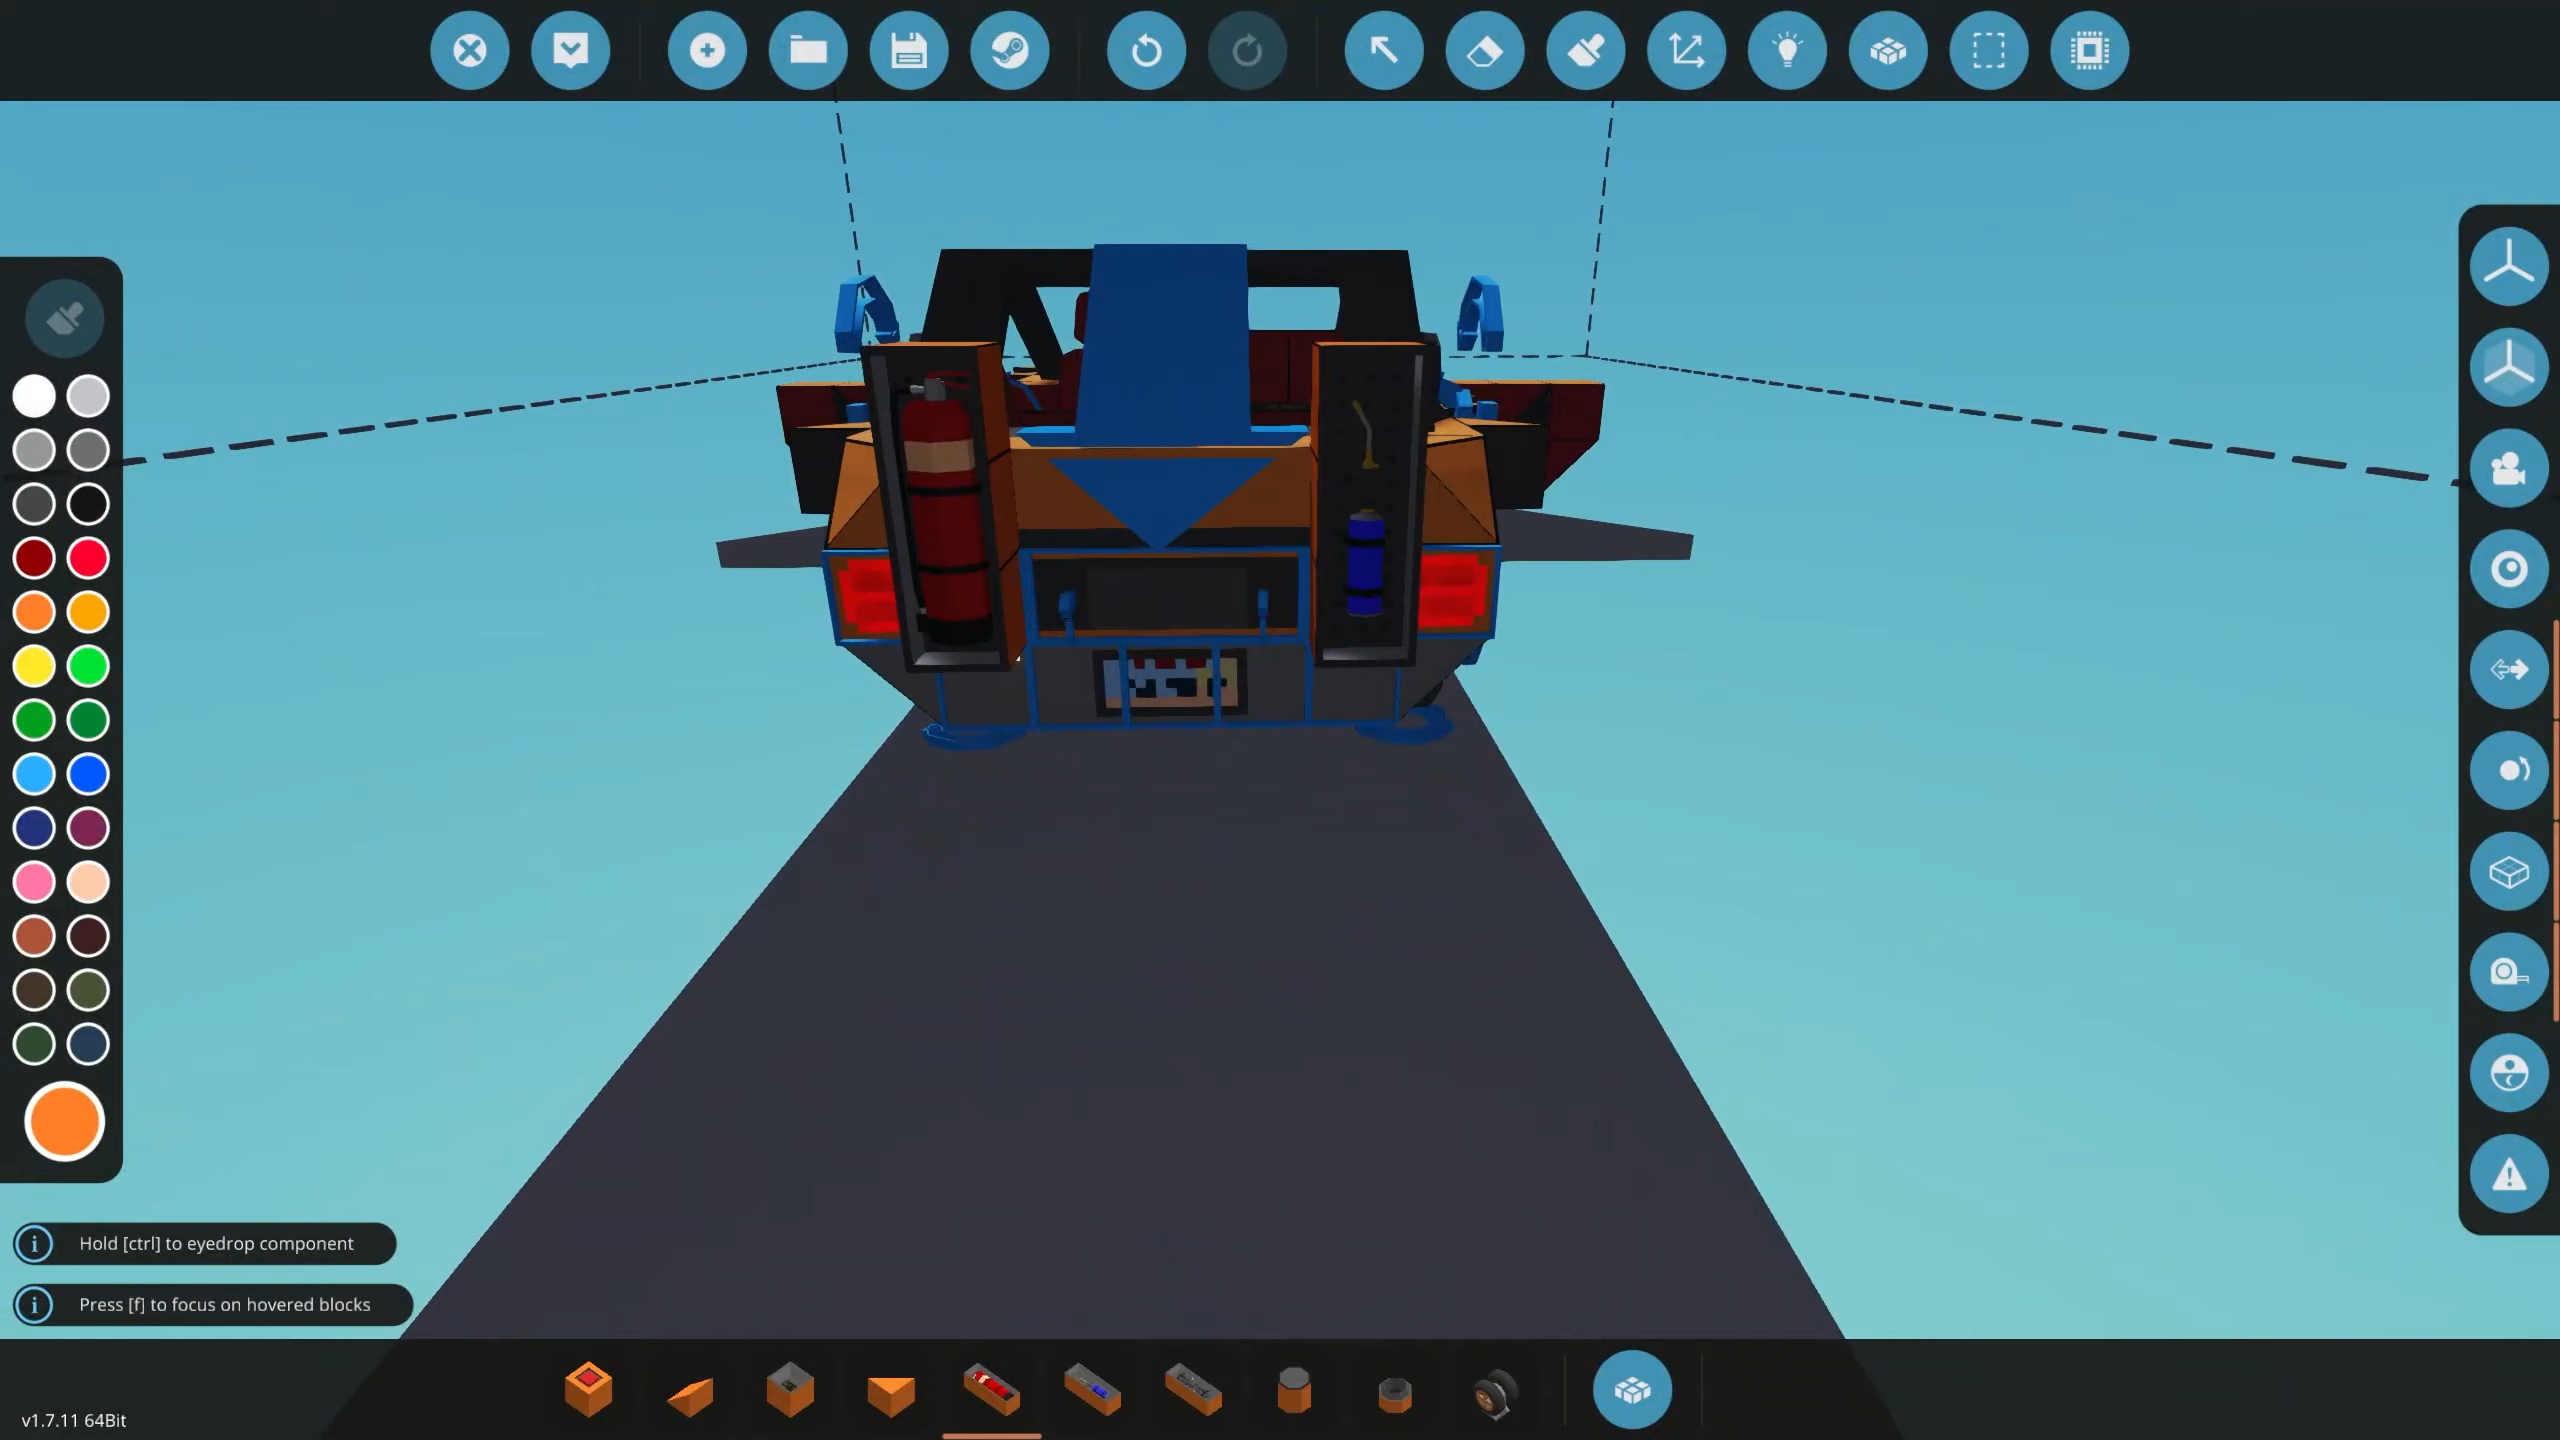 Hold [ctrl] to eyedrop component
Press [f] to focus on hovered blocks
v1.7.11 64Bit